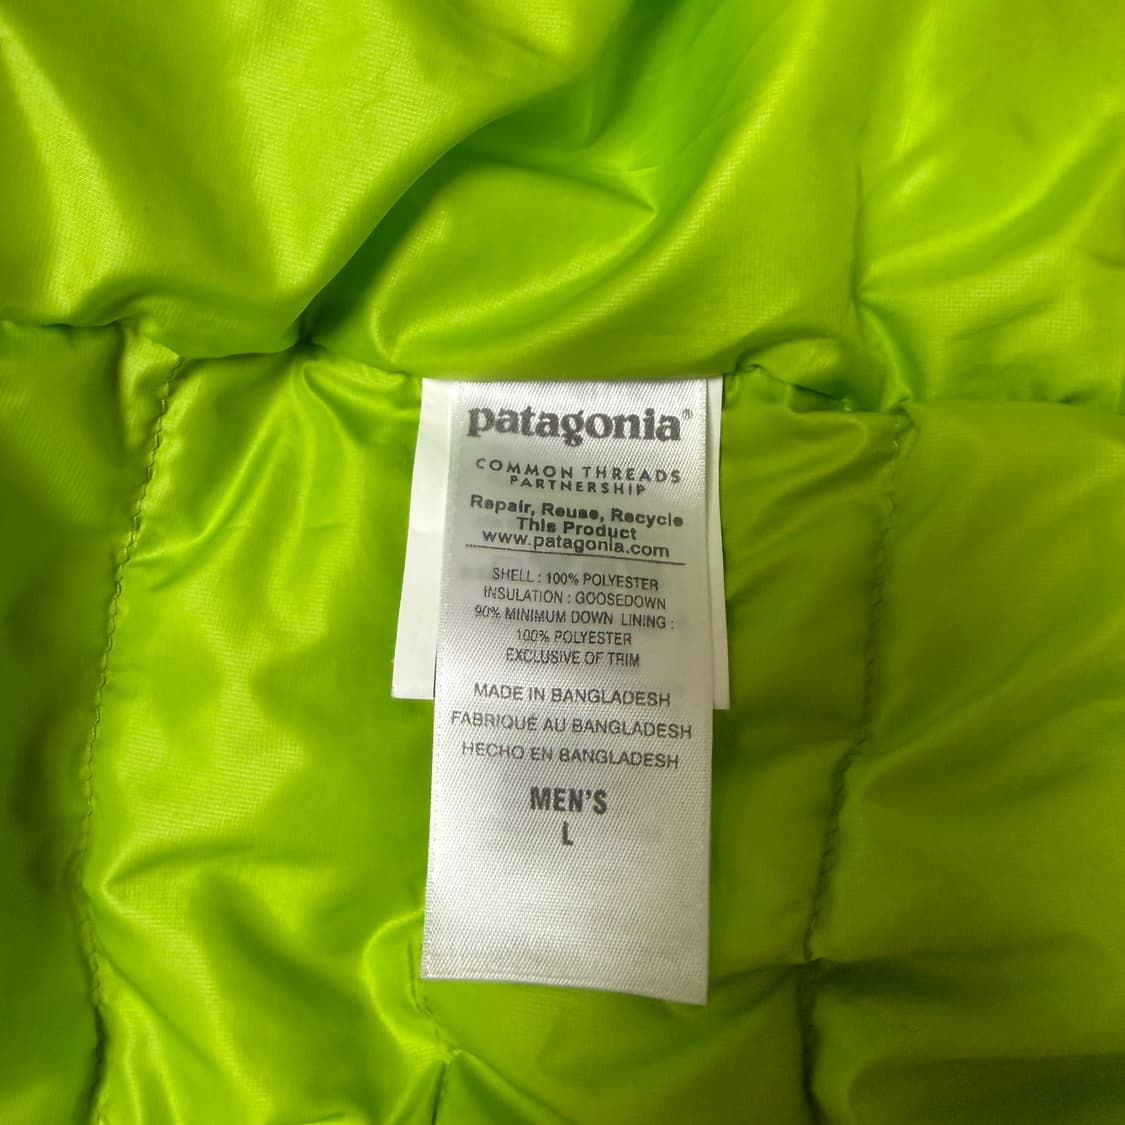 patagonia®
COMMON THREADS
PARTNERSHIP
Repair, Reuse, Recycle
This Product
www.patagonia.com
SHELL : 100% POLYESTER
INSULATION : GOOSEDOWN
90% MINIMUM DOWN LINING :
100% POLYESTER
EXCLUSIVE OF TRIM
MADE IN BANGLADESH
FABRIQUÉ AU BANGLADESH
HECHO EN BANGLADESH
MEN'S
L